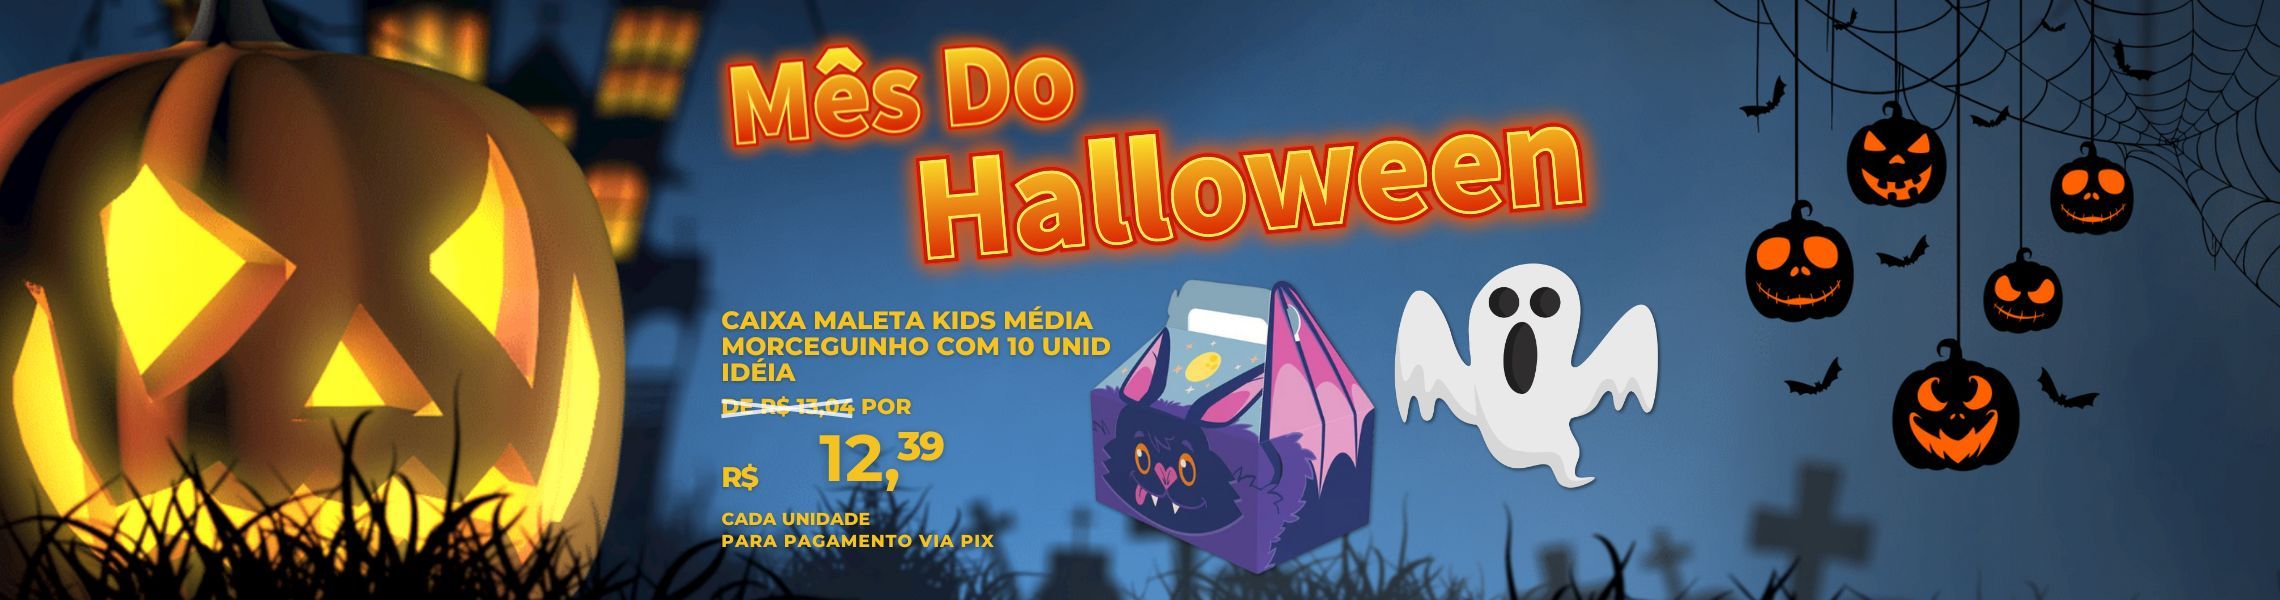 Mês Do
Halloween
CAIXA MALETA KIDS MÉDIA
MORCEGUINHO COM 10 UNID
IDÉIA
DE R$ 13,04 POR
R$ 12,39
CADA UNIDADE
PARA PAGAMENTO VIA PIX